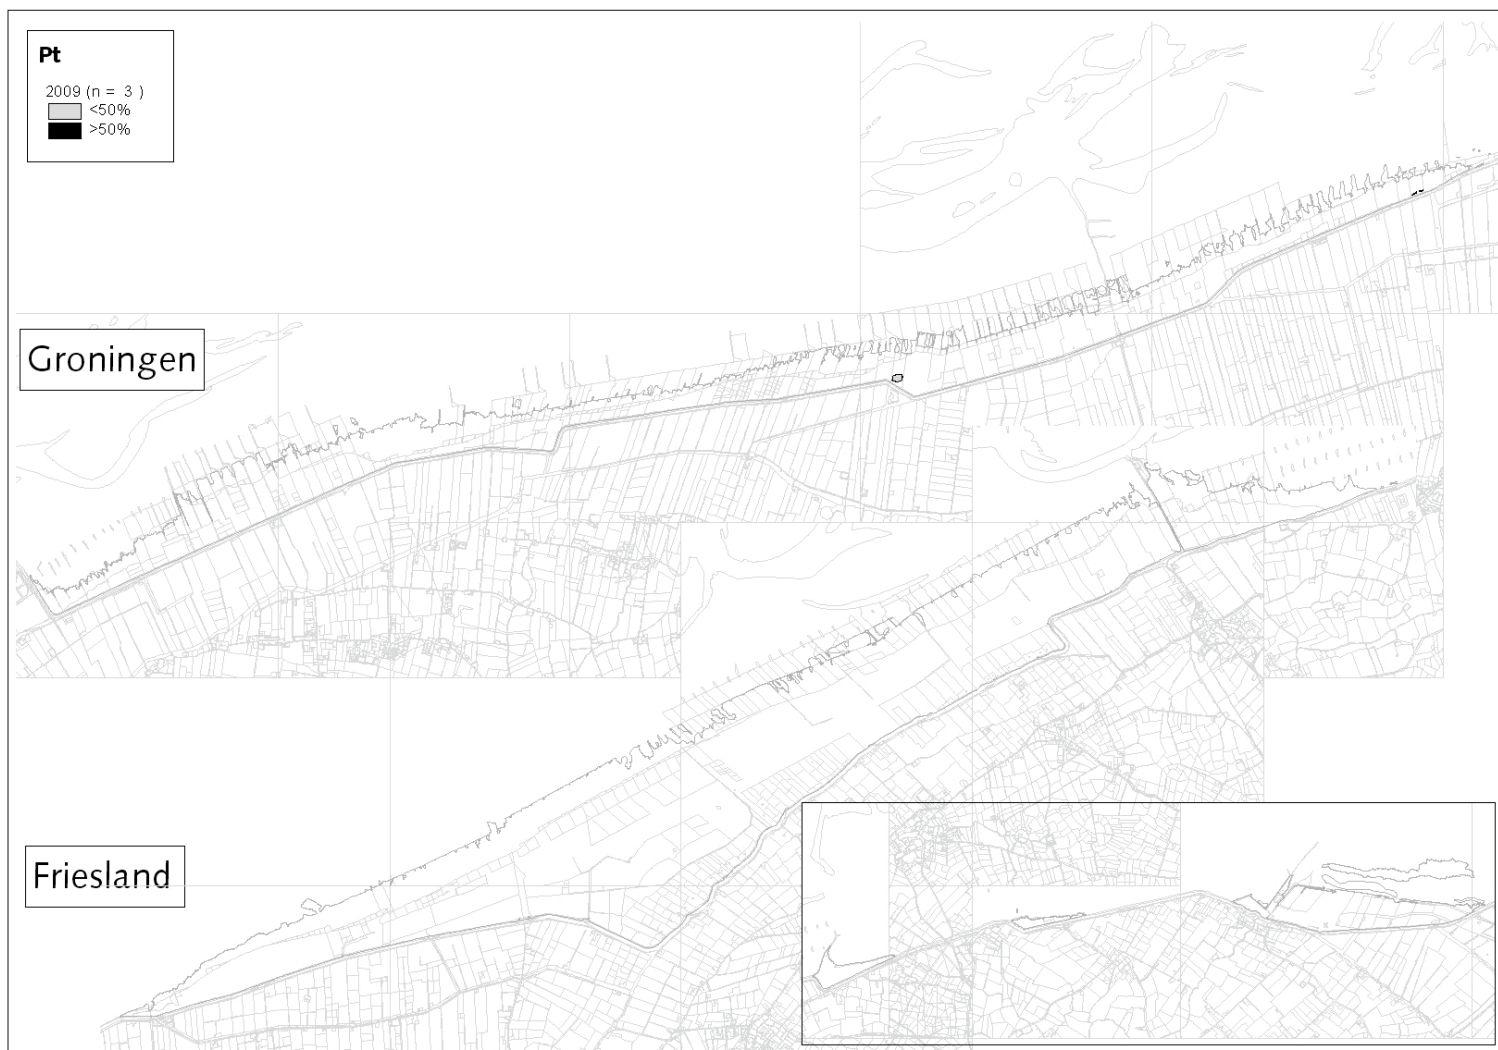 Pt
2009 (n = 3 )
<50%
>50%
Groningen
Friesland